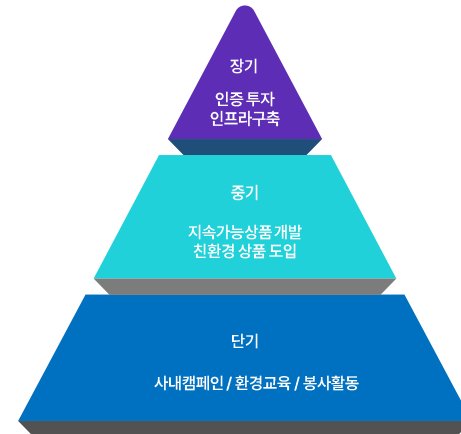 장기
인증 투자
인프라구축
중기
지속가능상품 개발
친환경 상품 도입
단기
사내캠페인 / 환경교육 / 봉사활동